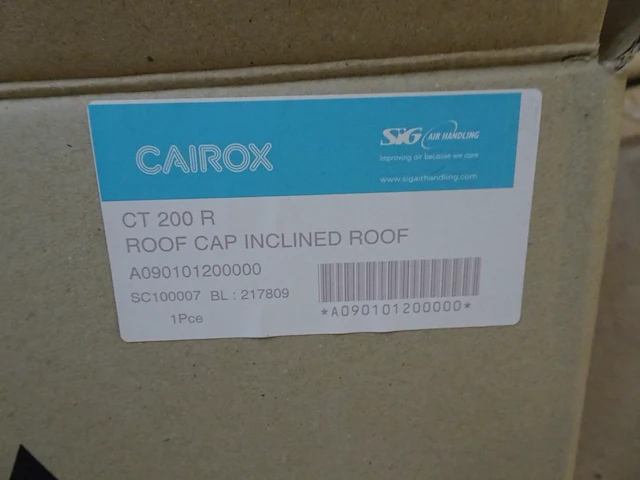 CAIROX
SIG AIR HANDLING
Improving air because we care
www.sigairhandling.com
CT 200 R
ROOF CAP INCLINED ROOF
A090101200000
SC100007 BL : 217809
1Pce
*A090101200000*